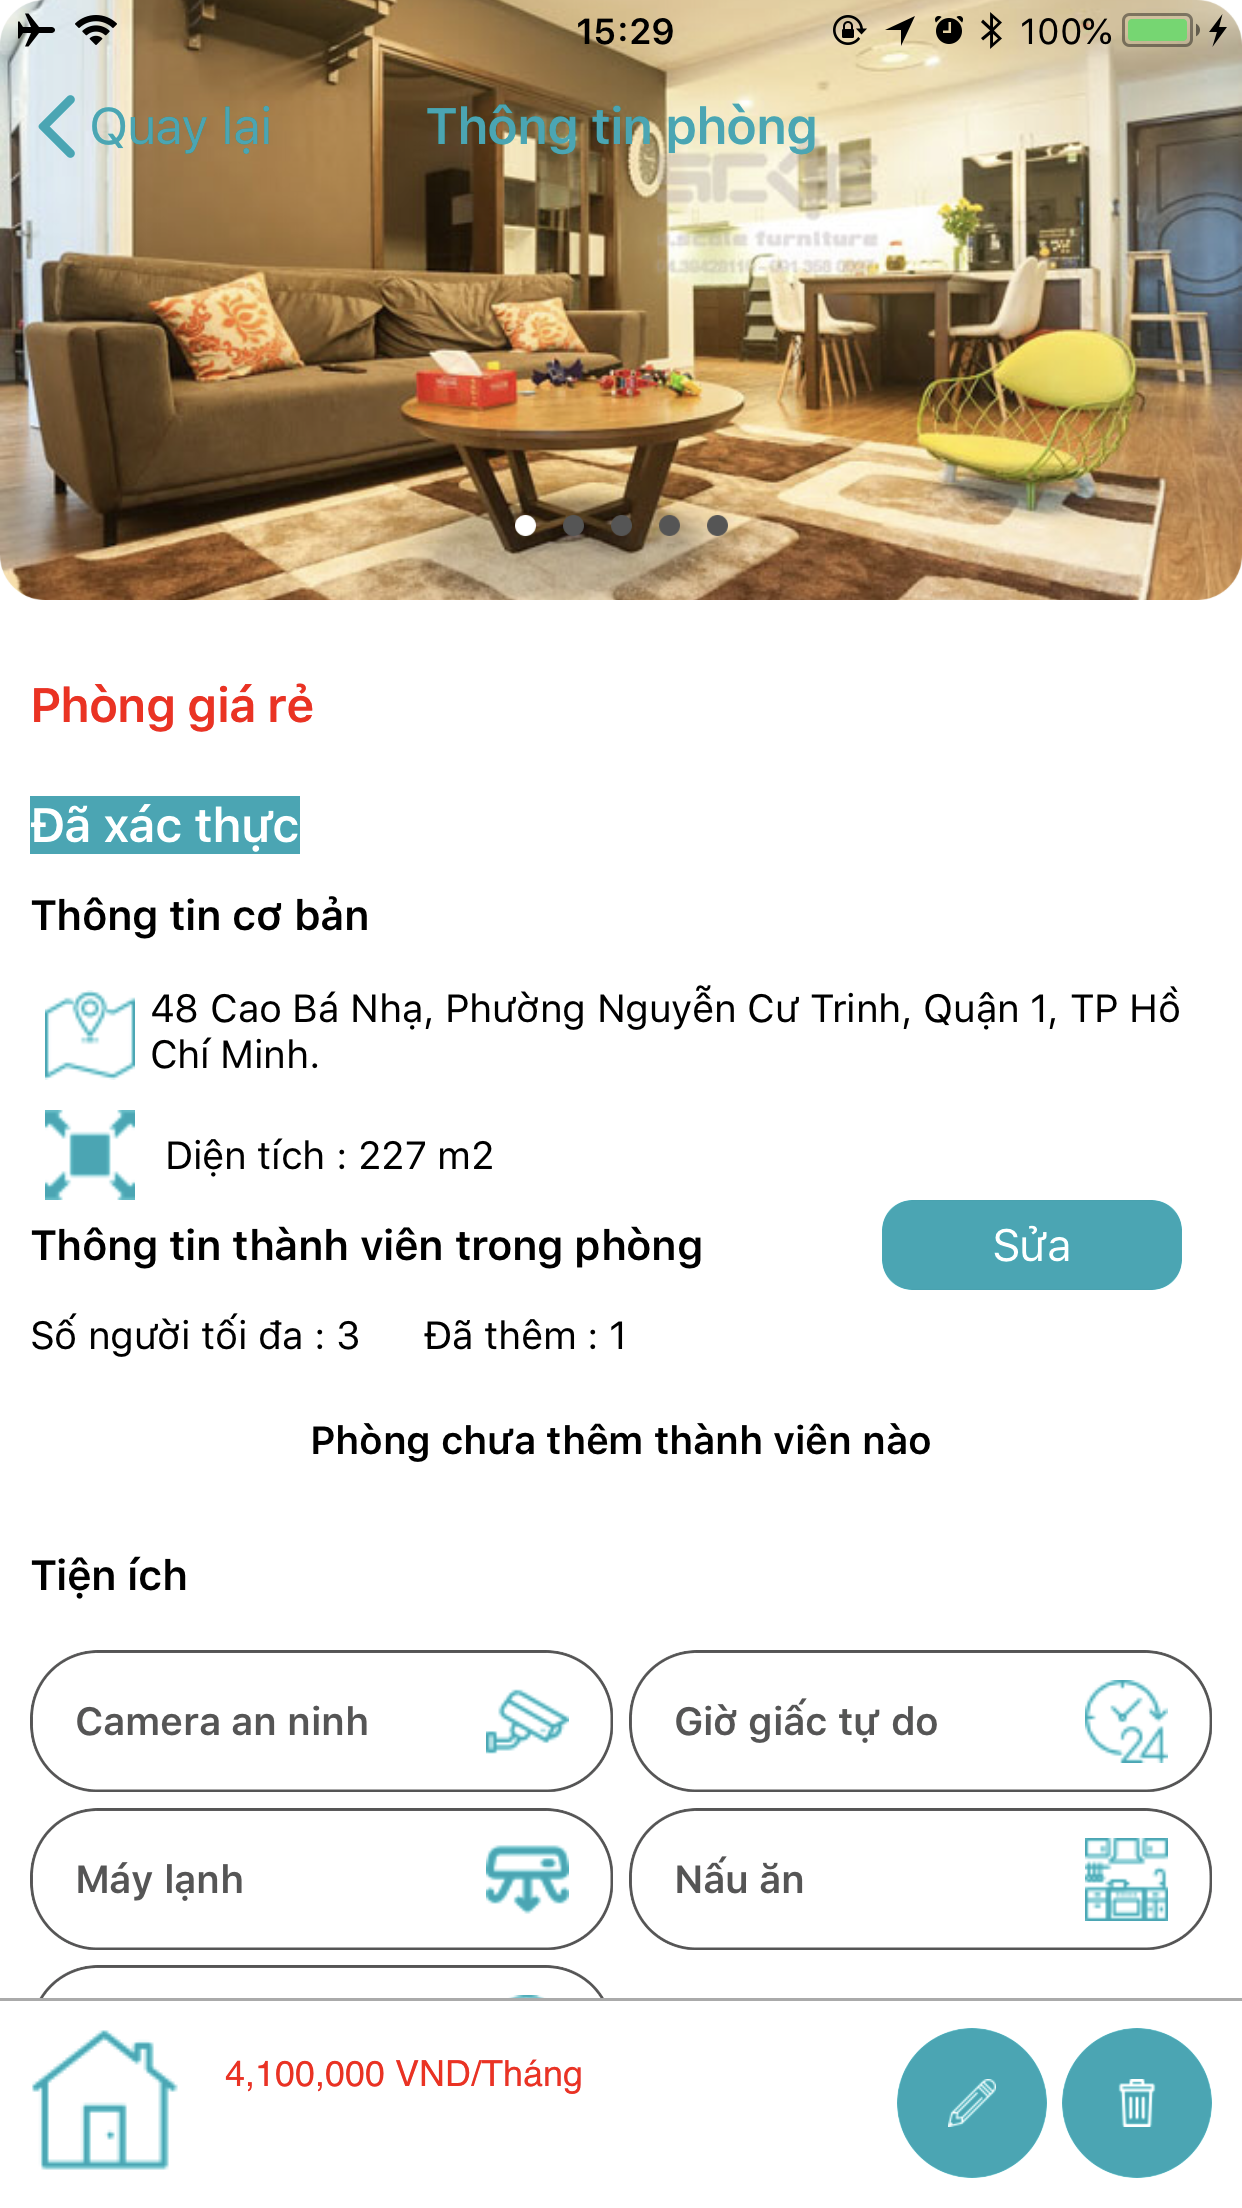 15:29
100%
Quay lại
Thông tin phòng
a.scale furniture
Phòng giá rẻ
Đã xác thực
Thông tin cơ bản
48 Cao Bá Nhạ, Phường Nguyễn Cư Trinh, Quận 1, TP Hồ
Chí Minh.
Diện tích : 227 m2
Thông tin thành viên trong phòng
Sửa
Số người tối đa : 3
Đã thêm : 1
Phòng chưa thêm thành viên nào
Tiện ích
Camera an ninh
Giờ giấc tự do
24
Máy lạnh
Nấu ăn
4,100,000 VND/Tháng